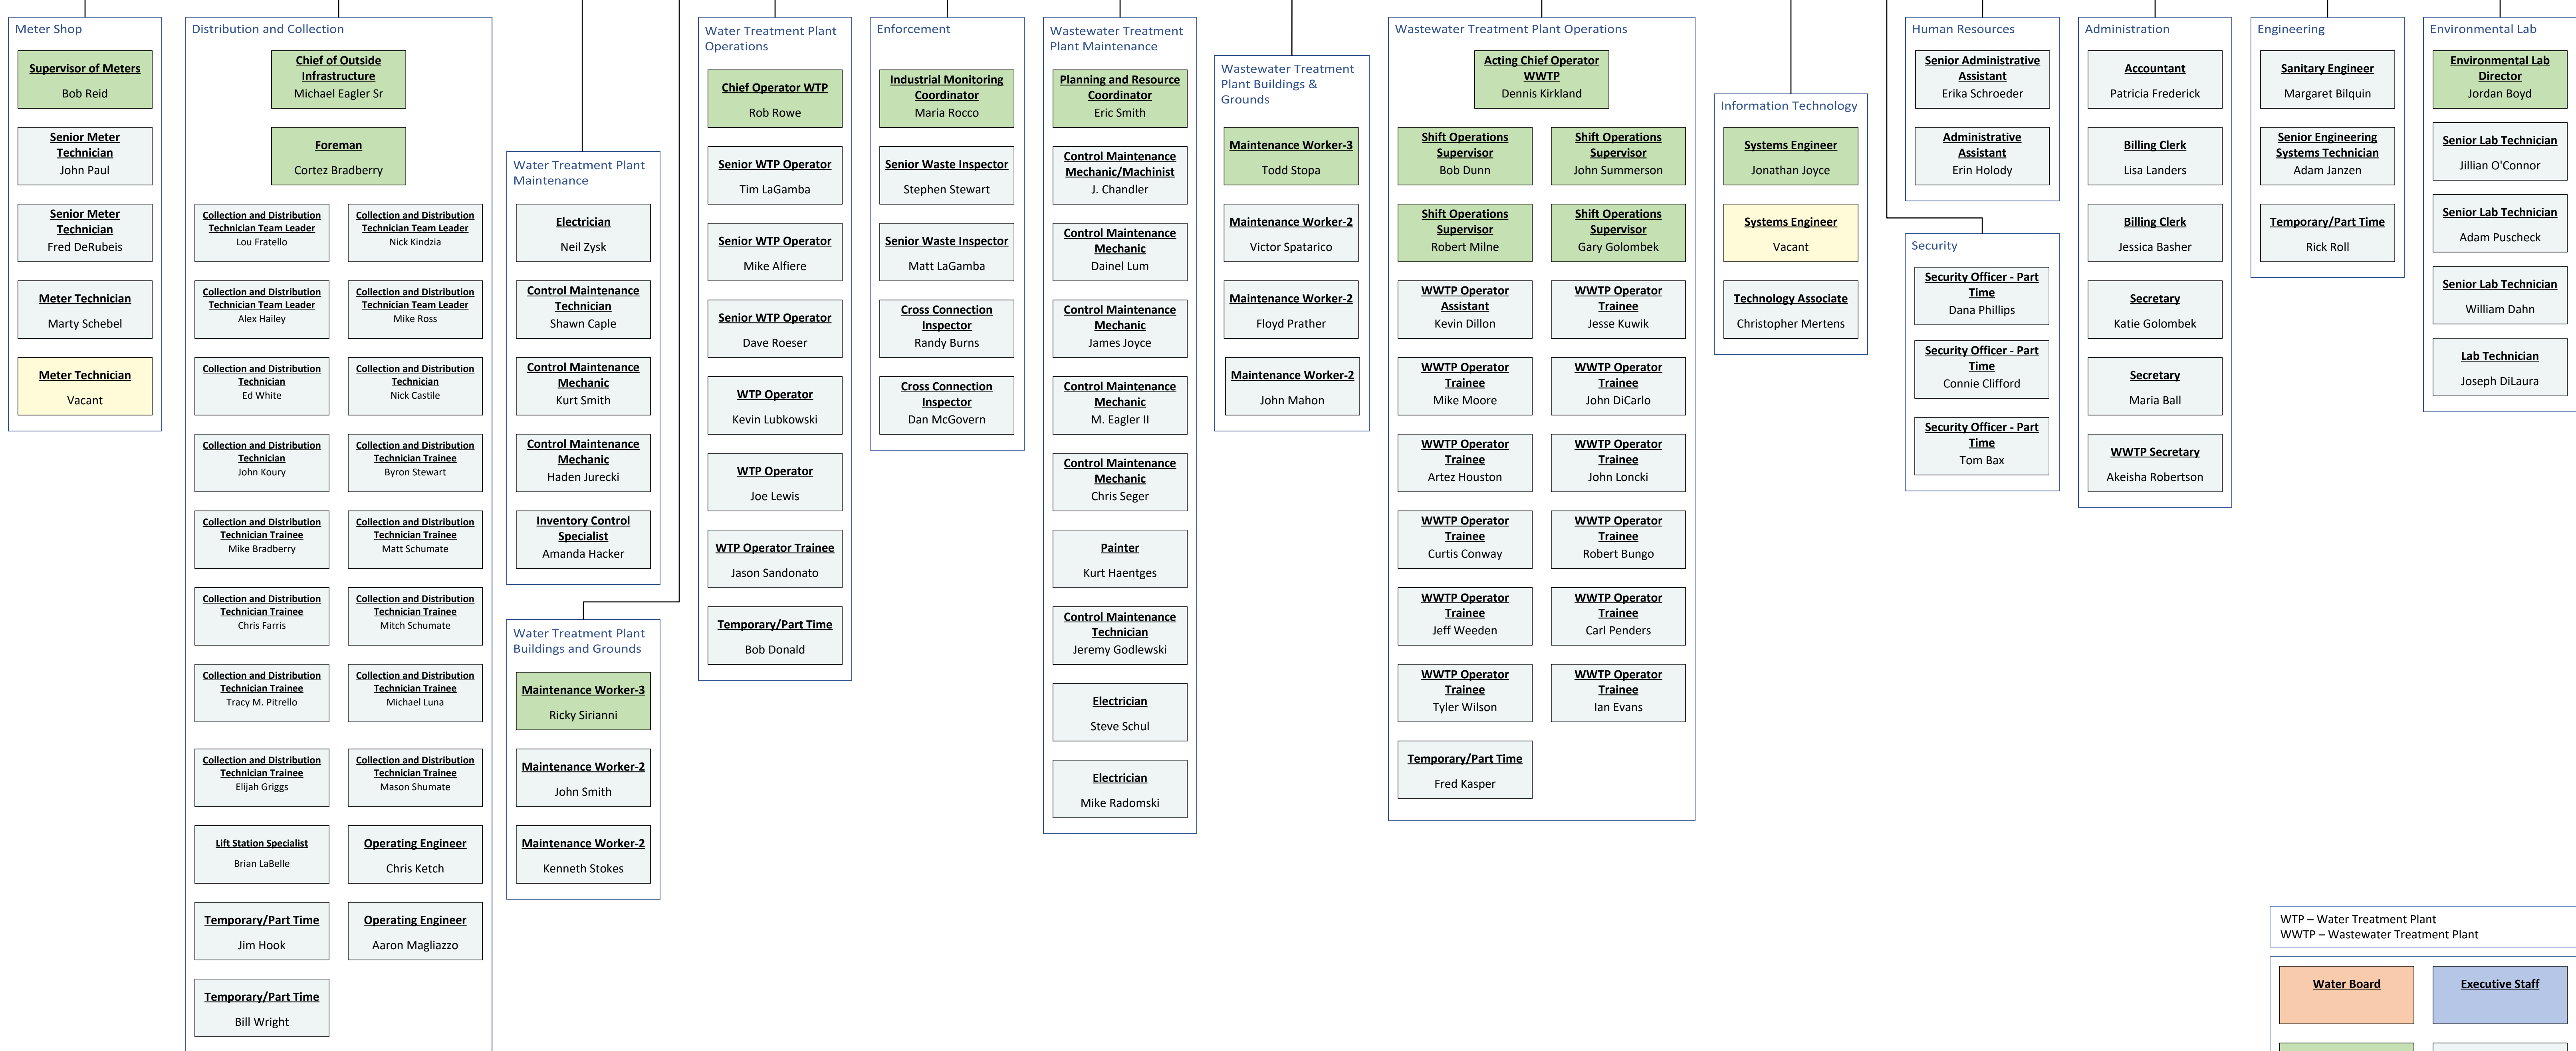 Meter Shop
Supervisor of Meters
Bob Reid
Senior Meter
Technician
John Paul
Senior Meter
Technician
Fred DeRubeis
Meter Technician
Marty Schebel
Meter Technician
Vacant
Distribution and Collection
Chief of Outside
Infrastructure
Michael Eagler Sr
Foreman
Cortez Bradberry
Collection and Distribution
Technician Team Leader
Lou Fratello
Collection and Distribution
Technician Team Leader
Nick Kindzia
Collection and Distribution
Technician Team Leader
Alex Hailey
Collection and Distribution
Technician Team Leader
Mike Ross
Collection and Distribution
Technician
Ed White
Collection and Distribution
Technician
Nick Castile
Collection and Distribution
Technician
John Koury
Collection and Distribution
Technician Trainee
Byron Stewart
Collection and Distribution
Technician Trainee
Mike Bradberry
Collection and Distribution
Technician Trainee
Matt Schumate
Collection and Distribution
Technician Trainee
Chris Farris
Collection and Distribution
Technician Trainee
Mitch Schumate
Collection and Distribution
Technician Trainee
Tracy M. Pitrello
Collection and Distribution
Technician Trainee
Michael Luna
Collection and Distribution
Technician Trainee
Elijah Griggs
Collection and Distribution
Technician Trainee
Mason Shumate
Lift Station Specialist
Brian LaBelle
Operating Engineer
Chris Ketch
Temporary/Part Time
Jim Hook
Operating Engineer
Aaron Magliazzo
Temporary/Part Time
Bill Wright
Water Treatment Plant
Maintenance
Electrician
Neil Zysk
Control Maintenance
Technician
Shawn Caple
Control Maintenance
Mechanic
Kurt Smith
Control Maintenance
Mechanic
Haden Jurecki
Inventory Control
Specialist
Amanda Hacker
Water Treatment Plant
Buildings and Grounds
Maintenance Worker-3
Ricky Sirianni
Maintenance Worker-2
John Smith
Maintenance Worker-2
Kenneth Stokes
Water Treatment Plant
Operations
Chief Operator WTP
Rob Rowe
Senior WTP Operator
Tim LaGamba
Senior WTP Operator
Mike Alfiere
Senior WTP Operator
Dave Roeser
WTP Operator
Kevin Lubkowski
WTP Operator
Joe Lewis
WTP Operator Trainee
Jason Sandonato
Temporary/Part Time
Bob Donald
Enforcement
Industrial Monitoring
Coordinator
Maria Rocco
Senior Waste Inspector
Stephen Stewart
Senior Waste Inspector
Matt LaGamba
Cross Connection
Inspector
Randy Burns
Cross Connection
Inspector
Dan McGovern
Wastewater Treatment
Plant Maintenance
Planning and Resource
Coordinator
Eric Smith
Control Maintenance
Mechanic/Machinist
J. Chandler
Control Maintenance
Mechanic
Dainel Lum
Control Maintenance
Mechanic
James Joyce
Control Maintenance
Mechanic
M. Eagler II
Control Maintenance
Mechanic
Chris Seger
Painter
Kurt Haentges
Control Maintenance
Technician
Jeremy Godlewski
Electrician
Steve Schul
Electrician
Mike Radomski
Wastewater Treatment
Plant Buildings &
Grounds
Maintenance Worker-3
Todd Stopa
Maintenance Worker-2
Victor Spatarico
Maintenance Worker-2
Floyd Prather
Maintenance Worker-2
John Mahon
Wastewater Treatment Plant Operations
Acting Chief Operator
WWTP
Dennis Kirkland
Shift Operations
Supervisor
Bob Dunn
Shift Operations
Supervisor
John Summerson
Shift Operations
Supervisor
Robert Milne
Shift Operations
Supervisor
Gary Golombek
WWTP Operator
Assistant
Kevin Dillon
WWTP Operator
Trainee
Jesse Kuwik
WWTP Operator
Trainee
Mike Moore
WWTP Operator
Trainee
John DiCarlo
WWTP Operator
Trainee
Artez Houston
WWTP Operator
Trainee
John Loncki
WWTP Operator
Trainee
Curtis Conway
WWTP Operator
Trainee
Robert Bungo
WWTP Operator
Trainee
Jeff Weeden
WWTP Operator
Trainee
Carl Penders
WWTP Operator
Trainee
Tyler Wilson
WWTP Operator
Trainee
Ian Evans
Temporary/Part Time
Fred Kasper
Information Technology
Systems Engineer
Jonathan Joyce
Systems Engineer
Vacant
Technology Associate
Christopher Mertens
Human Resources
Senior Administrative
Assistant
Erika Schroeder
Administrative
Assistant
Erin Holody
Security
Security Officer - Part
Time
Dana Phillips
Security Officer - Part
Time
Connie Clifford
Security Officer - Part
Time
Tom Bax
Administration
Accountant
Patricia Frederick
Billing Clerk
Lisa Landers
Billing Clerk
Jessica Basher
Secretary
Katie Golombek
Secretary
Maria Ball
WWTP Secretary
Akeisha Robertson
Engineering
Sanitary Engineer
Margaret Bilquin
Senior Engineering
Systems Technician
Adam Janzen
Temporary/Part Time
Rick Roll
Environmental Lab
Environmental Lab
Director
Jordan Boyd
Senior Lab Technician
Jillian O'Connor
Senior Lab Technician
Adam Puscheck
Senior Lab Technician
William Dahn
Lab Technician
Joseph DiLaura
WTP – Water Treatment Plant
WWTP – Wastewater Treatment Plant
Water Board
Executive Staff